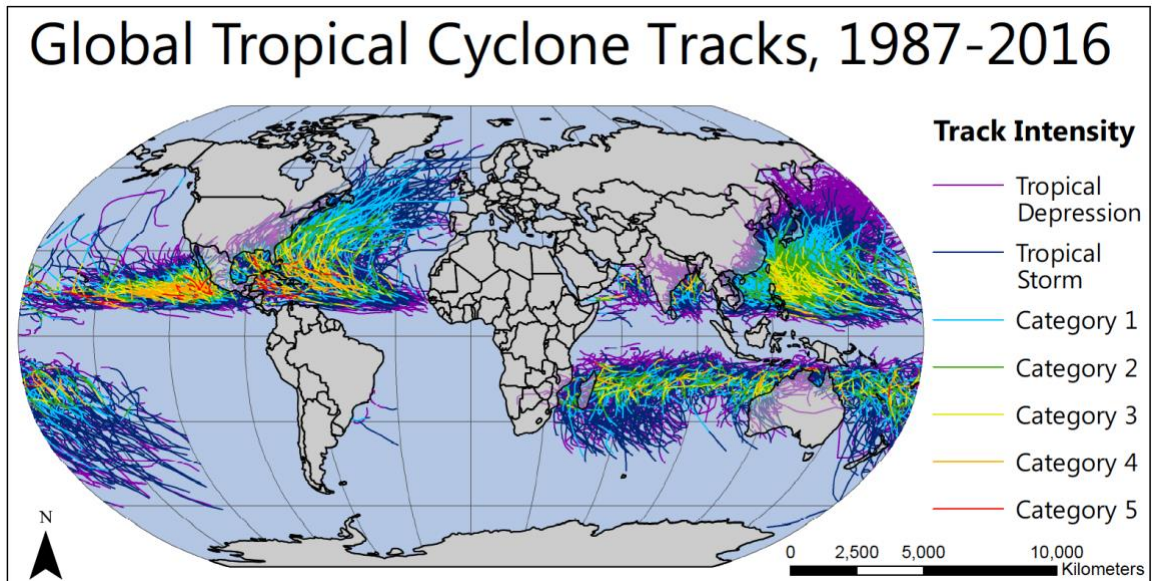 Global Tropical Cyclone Tracks, 1987-2016
Track Intensity
Tropical
Depression
Tropical
Storm
Category 1
Category 2
Category 3
Category 4
Category 5
N
0 2,500 5,000 10,000
Kilometers